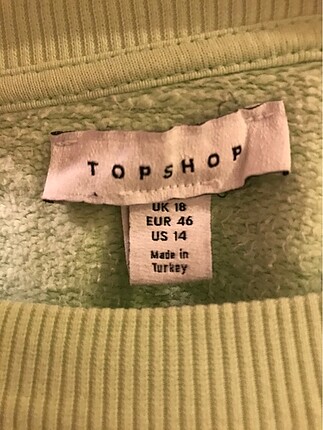 TOPSHOP
UK 18
EUR 46
US 14
Made in
Turkey